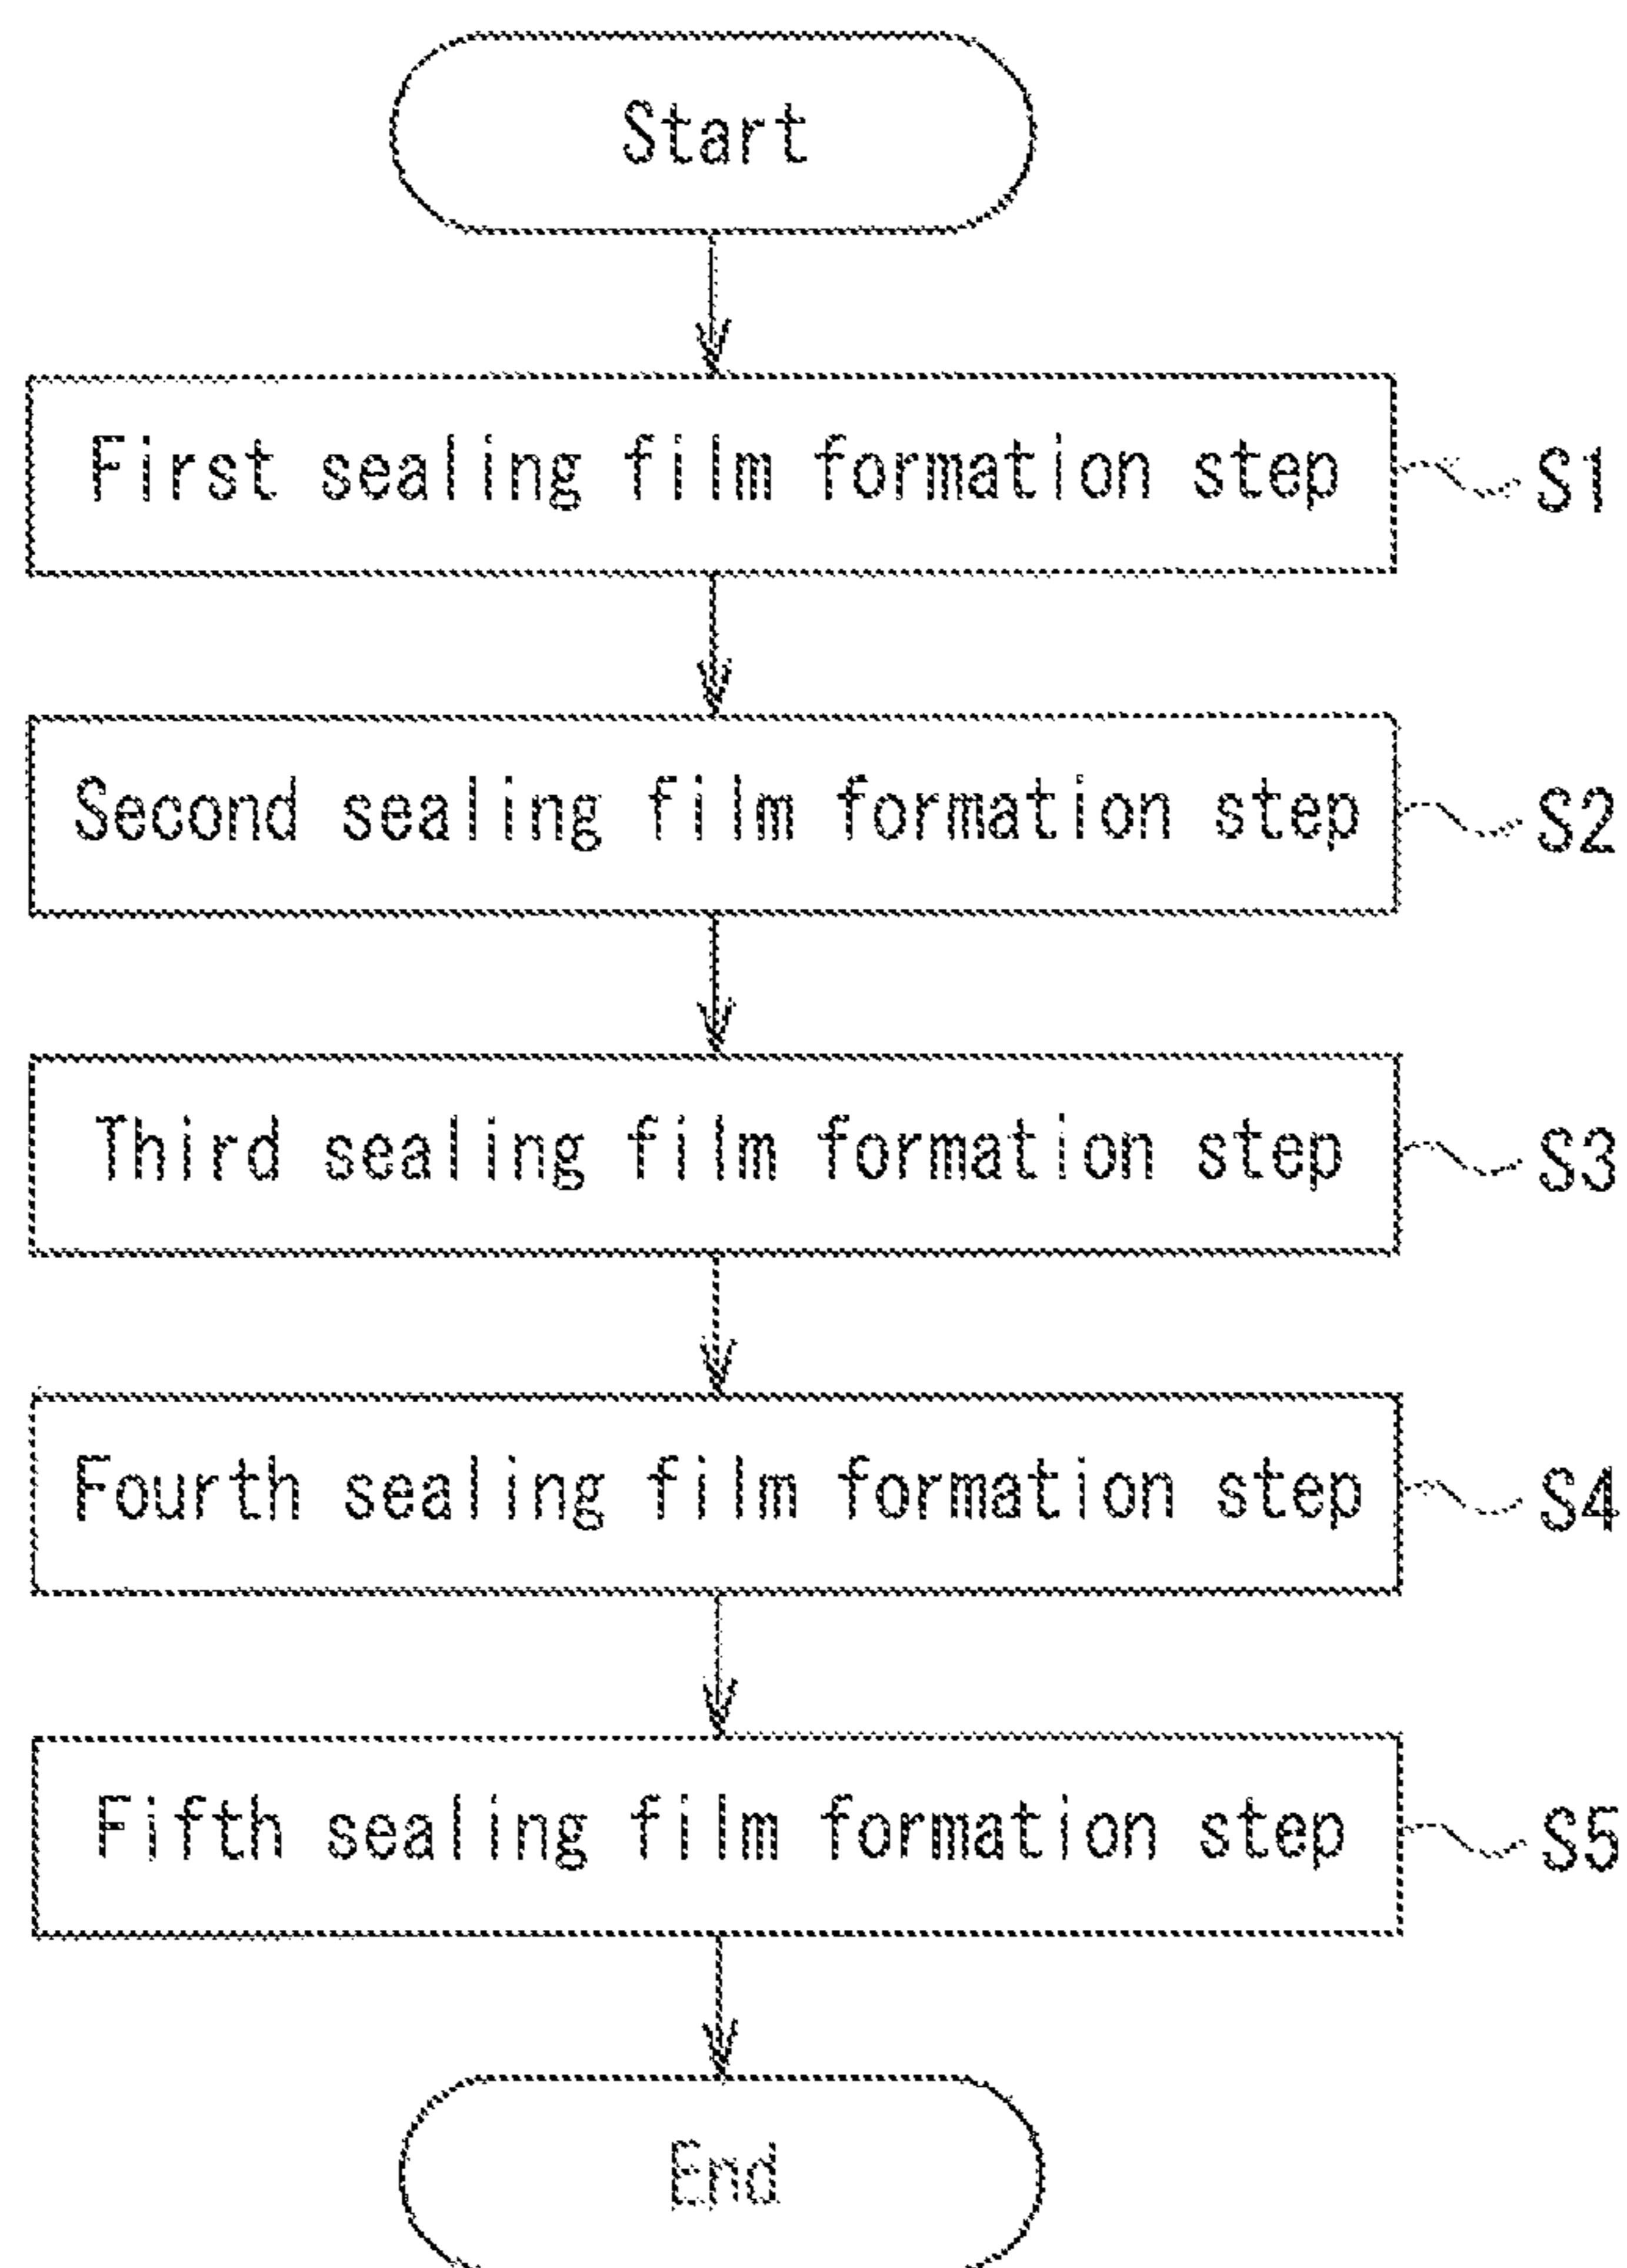 Start
First sealing film formation step S1
Second sealing film formation step S2
Third sealing film formation step S3
Fourth sealing film formation step S4
Fifth sealing film formation step S5
End